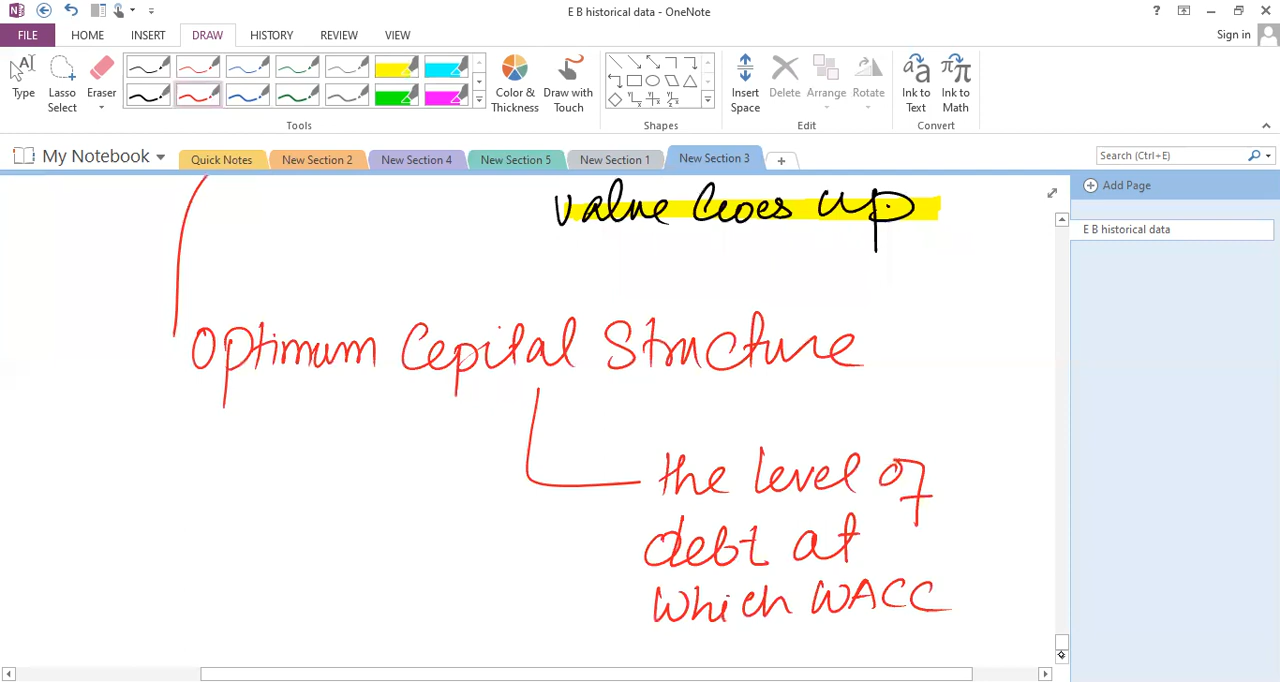 E B historical data - OneNote
?
Sign in
FILE HOME INSERT DRAW HISTORY REVIEW VIEW
Type
Lasso Select
Eraser
Color & Thickness
Draw with Touch
Insert Space
Delete
Arrange
Rotate
Ink to Text
Ink to Math
Tools
Shapes
Edit
Convert
My Notebook
Quick Notes
New Section 2
New Section 4
New Section 5
New Section 1
New Section 3
Search (Ctrl+E)
Add Page
E B historical data
Value Goes up.
Optimum Cepital Structure
the level of
debt at
which WACC